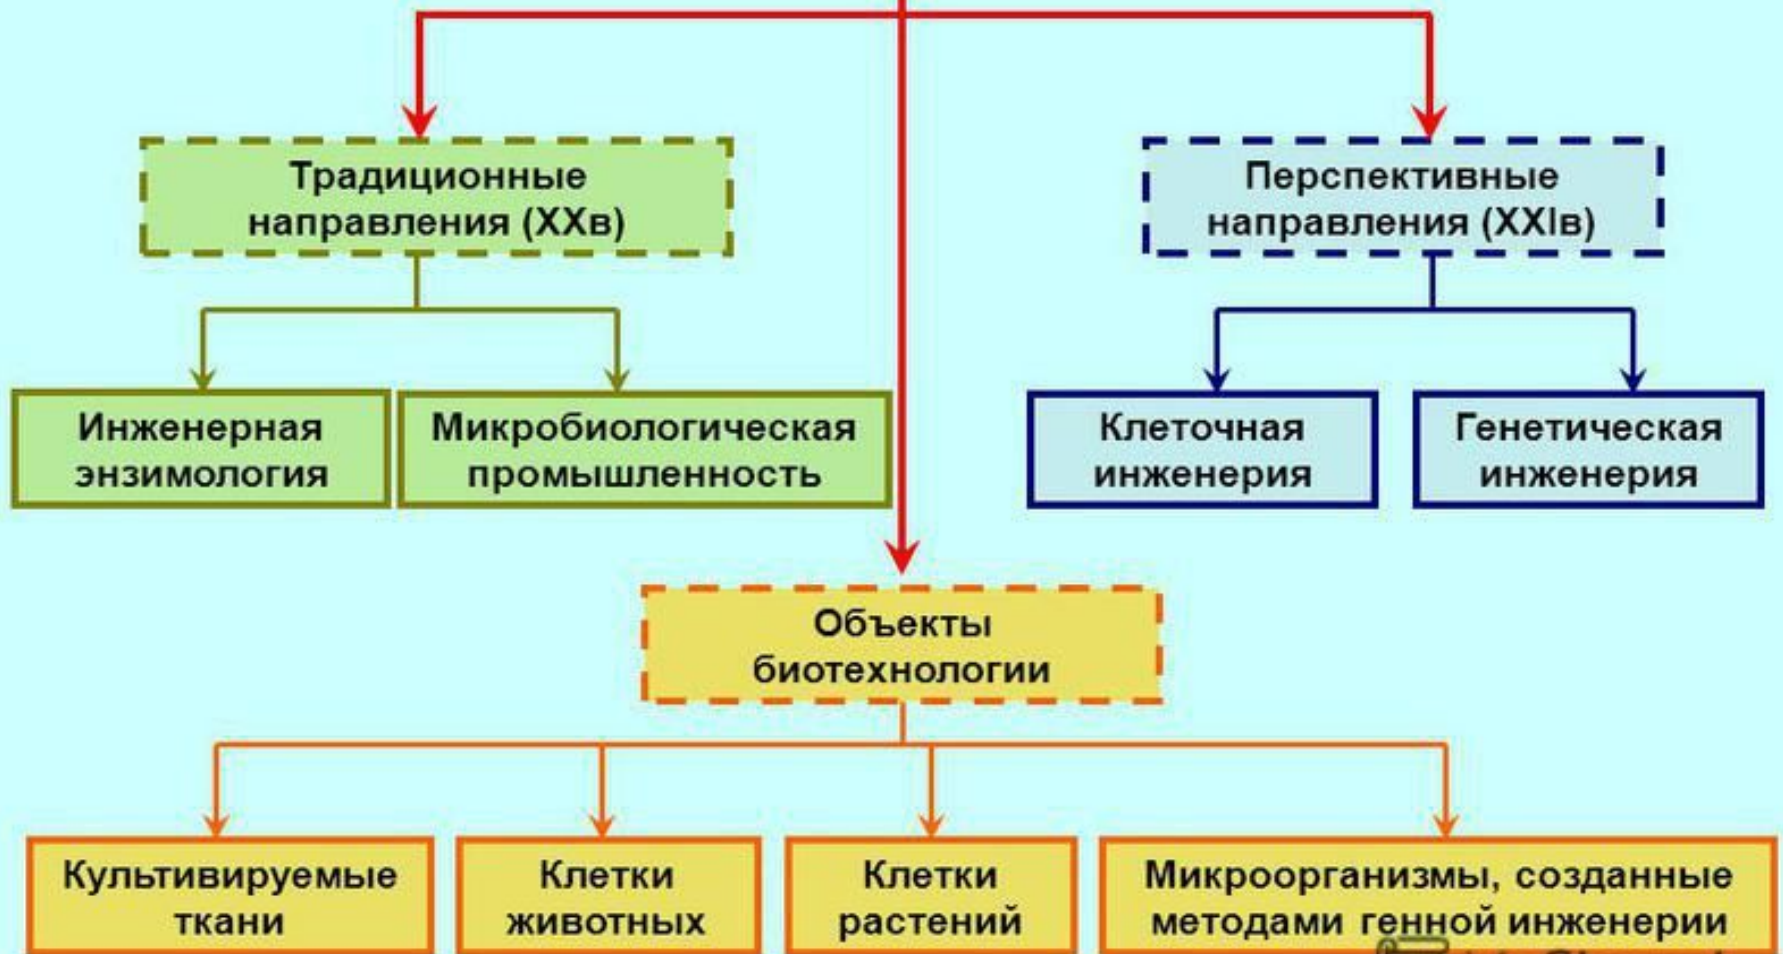 Традиционные
направления (XXв)
Перспективные
направления (XXIв)
Инженерная
энзимология
Микробиологическая
промышленность
Клеточная
инженерия
Генетическая
инженерия
Объекты
биотехнологии
Культивируемые
ткани
Клетки
животных
Клетки
растений
Микроорганизмы, созданные
методами генной инженерии